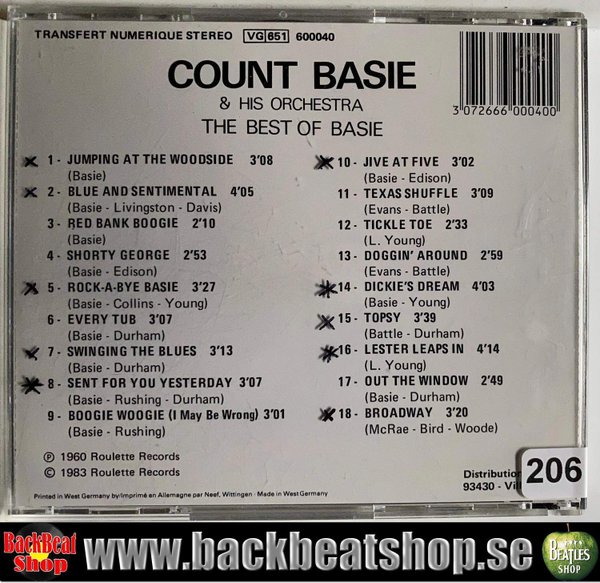 TRANSFERT NUMERIQUE STEREO VG 651 600040
COUNT BASIE
& HIS ORCHESTRA
THE BEST OF BASIE
3 072666 000400
1 - JUMPING AT THE WOODSIDE 3'08
(Basie)
2 - BLUE AND SENTIMENTAL 4'05
(Basie - Livingston - Davis)
3 - RED BANK BOOGIE 2'10
(Basie)
4 - SHORTY GEORGE 2'53
(Basie - Edison)
5 - ROCK-A-BYE BASIE 3'27
(Basie - Collins - Young)
6 - EVERY TUB 3'07
(Basie - Durham)
7 - SWINGING THE BLUES 3'13
(Basie - Durham)
8 - SENT FOR YOU YESTERDAY 3'07
(Basie - Rushing - Durham)
9 - BOOGIE WOOGIE (I May Be Wrong) 3'01
(Basie - Rushing)
10 - JIVE AT FIVE 3'02
(Basie - Edison)
11 - TEXAS SHUFFLE 3'09
(Evans - Battle)
12 - TICKLE TOE 2'33
(L. Young)
13 - DOGGIN' AROUND 2'59
(Evans - Battle)
14 - DICKIE'S DREAM 4'03
(Basie - Young)
15 - TOPSY 3'39
(Battle - Durham)
16 - LESTER LEAPS IN 4'14
(L. Young)
17 - OUT THE WINDOW 2'49
(Basie - Durham)
18 - BROADWAY 3'20
(McRae - Bird - Woode)
Ⓟ 1960 Roulette Records
© 1983 Roulette Records
Distribution
93430 - Vil
206
Printed in West Germany by/Imprimé en Allemagne par Neef, Wittingen - Made in West Germany
BackBeat
Shop
www.backbeatshop.se
BEATLES
SHOP